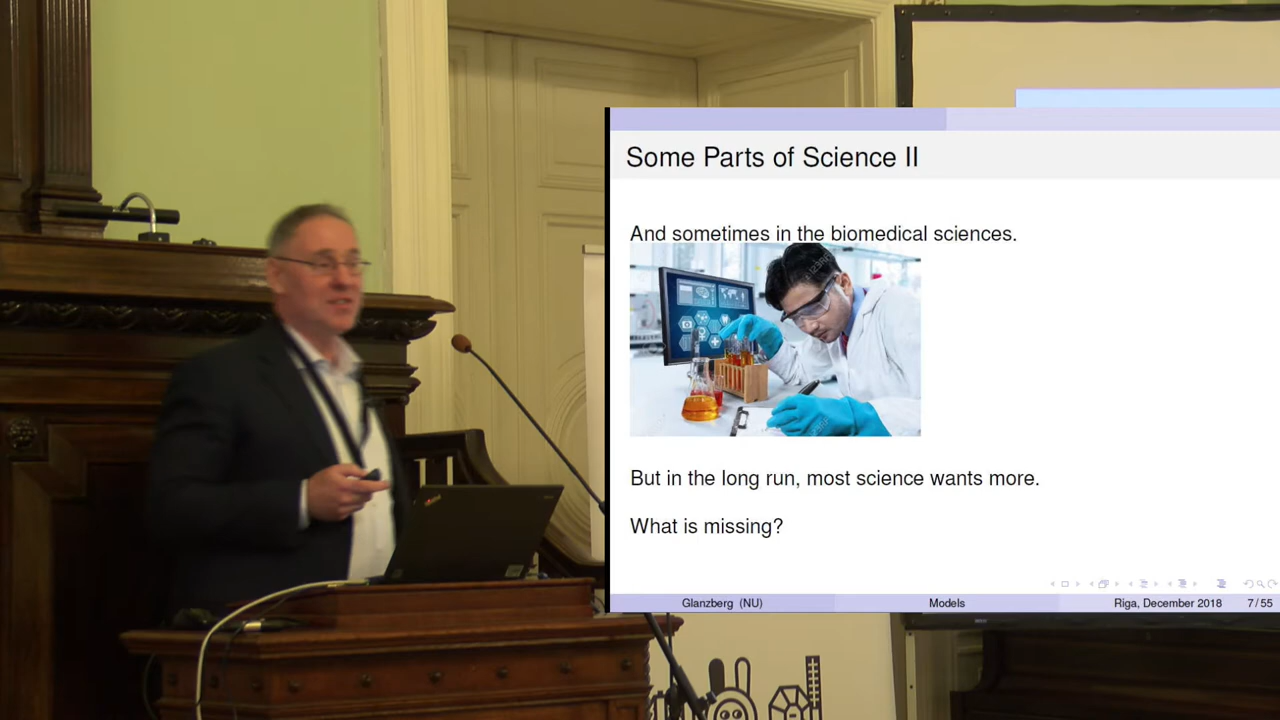 Some Parts of Science II
And sometimes in the biomedical sciences.
But in the long run, most science wants more.
What is missing?
Glanzberg (NU) Models Riga, December 2018 7/55